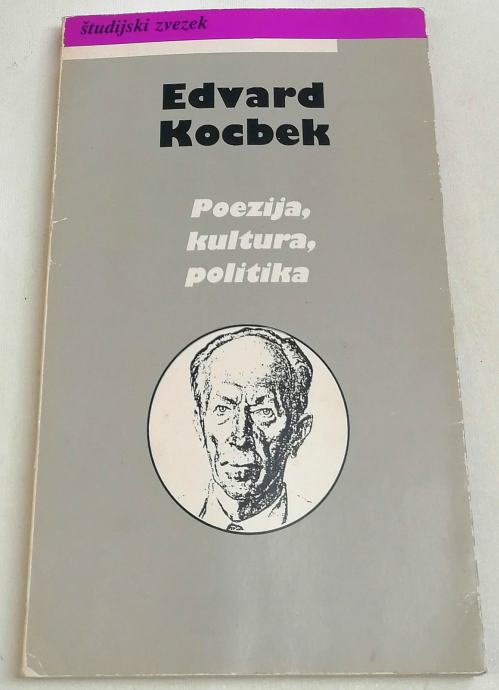 študijski zvezek
Edvard
Kocbek
Poezija,
kultura,
politika